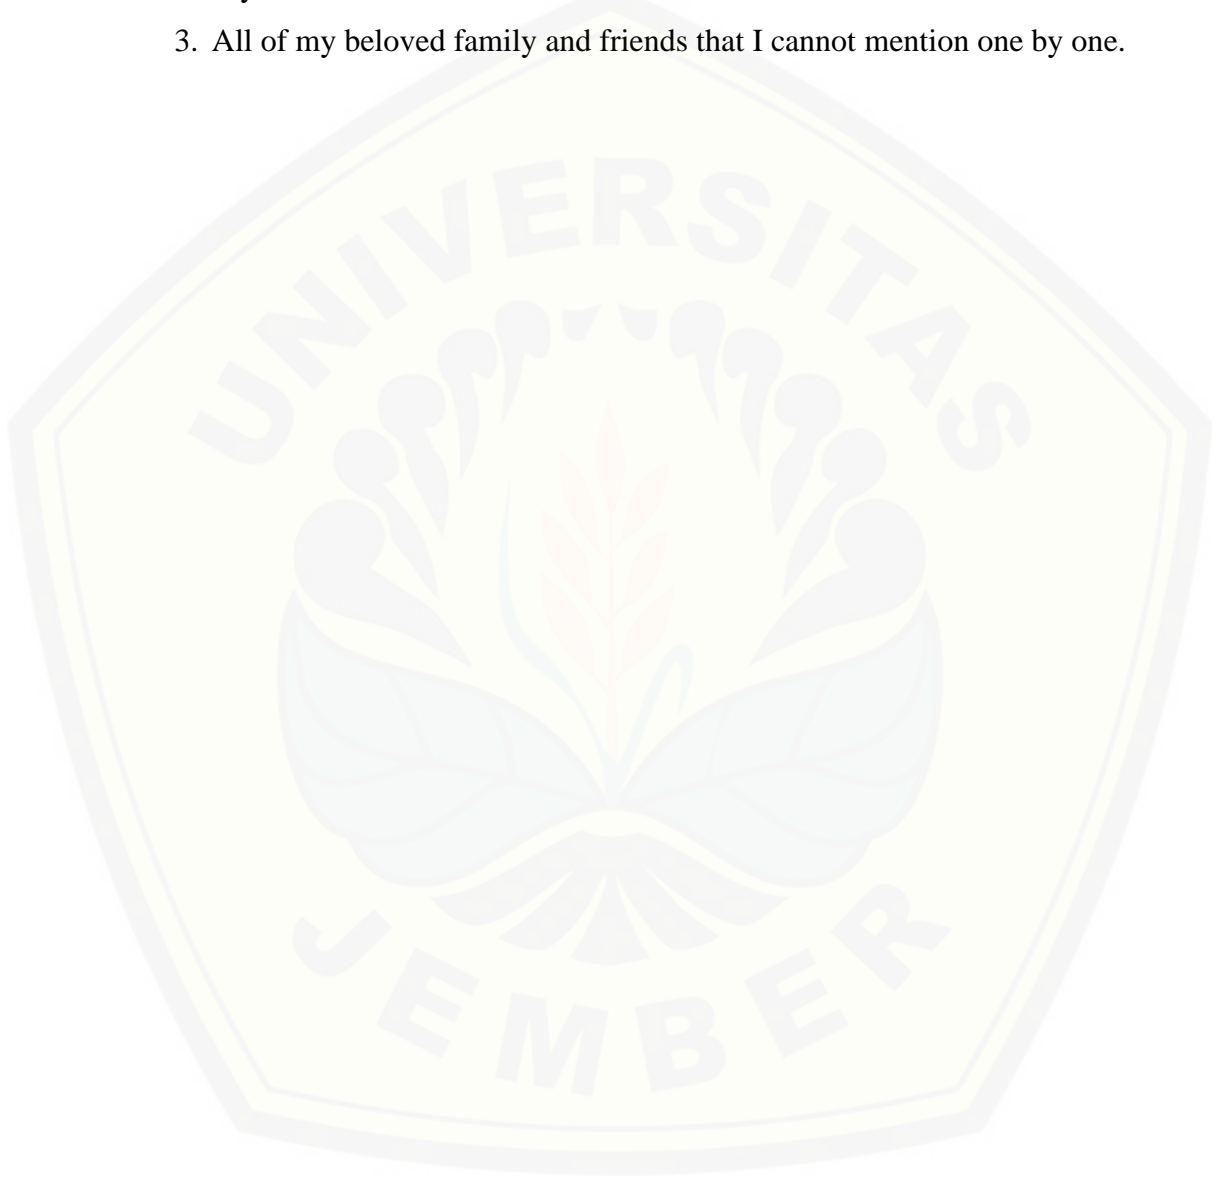 3. All of my beloved family and friends that I cannot mention one by one.
UNIVERSITAS
JEMBER